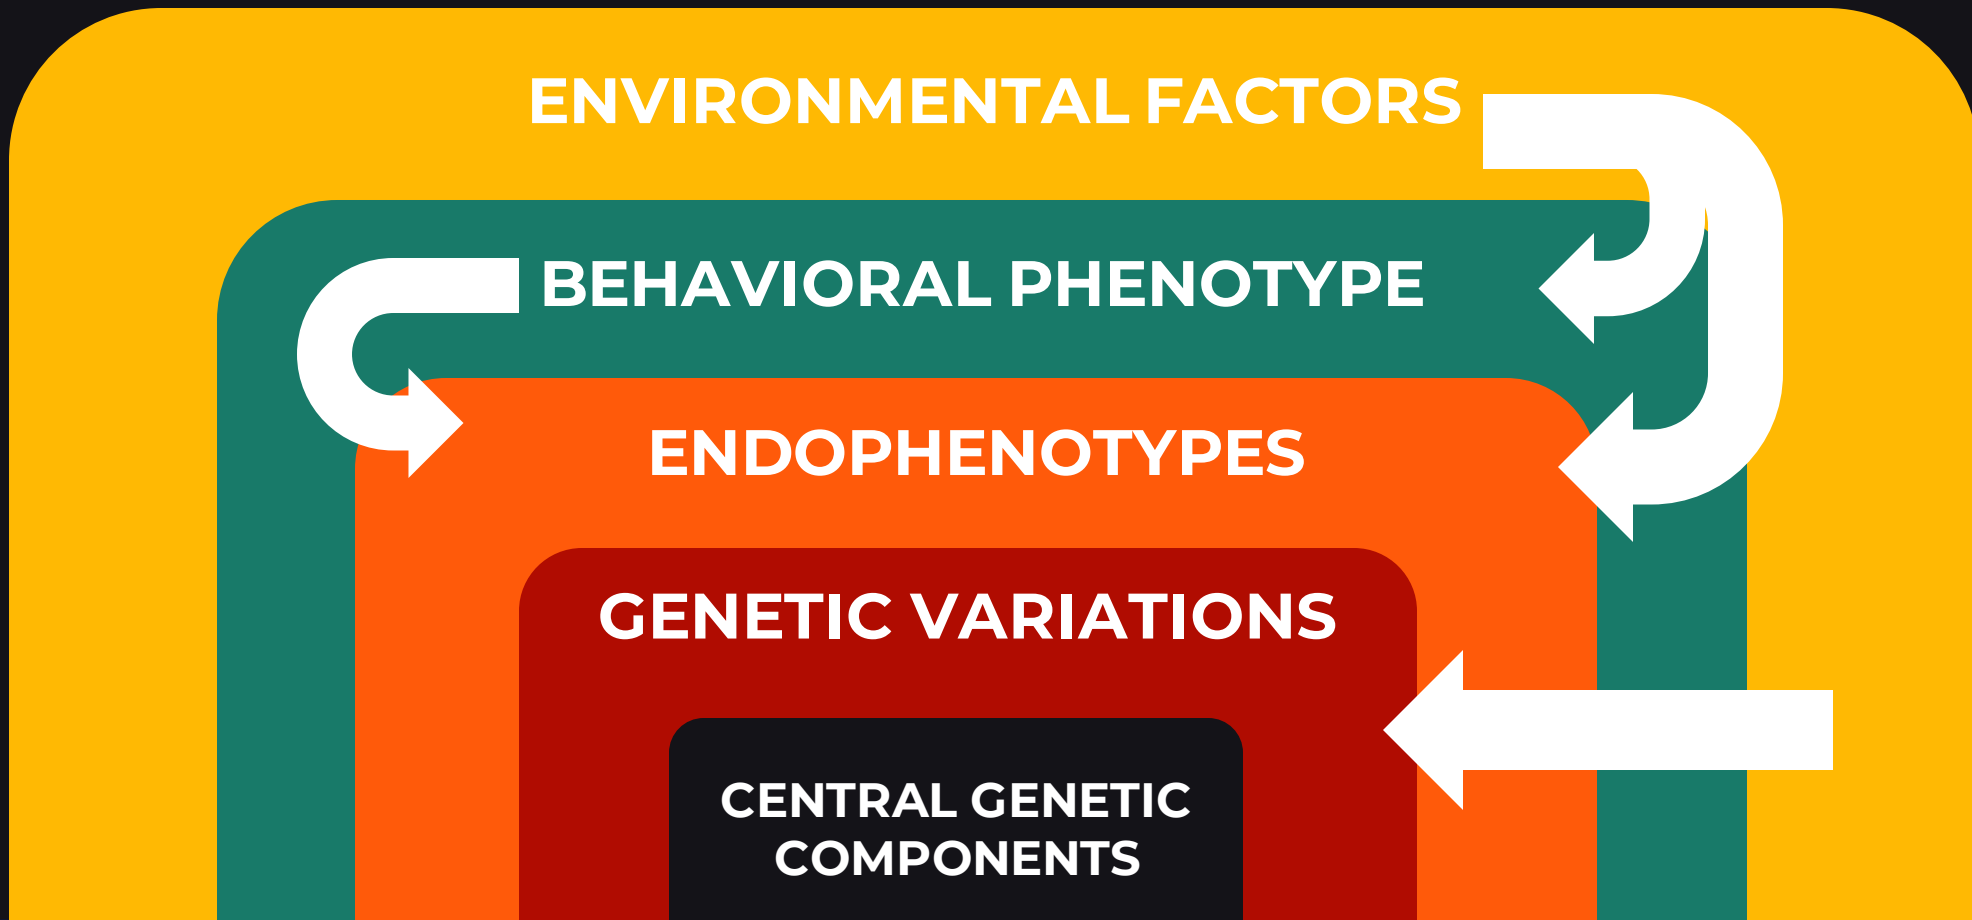 ENVIRONMENTAL FACTORS
BEHAVIORAL PHENOTYPE
ENDOPHENOTYPES
GENETIC VARIATIONS
CENTRAL GENETIC
COMPONENTS